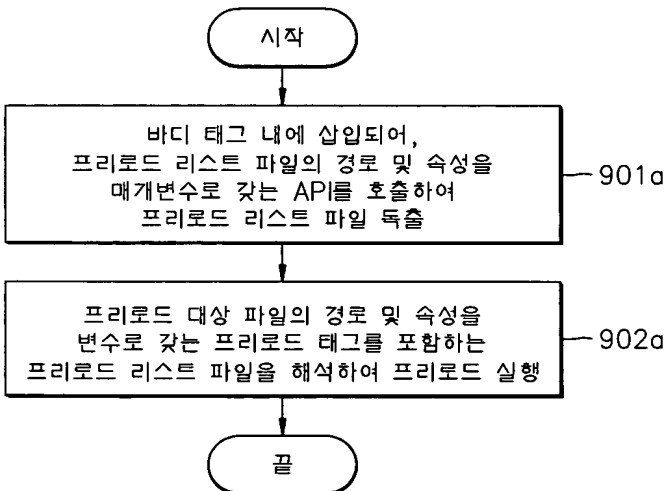 시작
바디 태그 내에 삽입되어,
프리로드 리스트 파일의 경로 및 속성을
매개변수로 갖는 API를 호출하여
프리로드 리스트 파일 독출
901a
프리로드 대상 파일의 경로 및 속성을
변수로 갖는 프리로드 태그를 포함하는
프리로드 리스트 파일을 해석하여 프리로드 실행
902a
끝